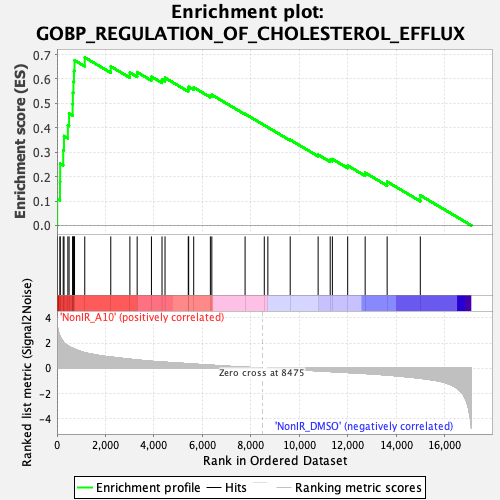 Enrichment plot:
GOBP_REGULATION_OF_CHOLESTEROL_EFFLUX
Enrichment score (ES)
0.7
0.6
0.5
0.4
0.3
0.2
0.1
0.0
'NonIR_A10' (positively correlated)
Ranked list metric (Signal2Noise)
4
2
0
-2
-4
Zero cross at 8475
'NonIR_DMSO' (negatively correlated)
0 2,000 4,000 6,000 8,000 10,000 12,000 14,000 16,000
Rank in Ordered Dataset
Enrichment profile Hits Ranking metric scores